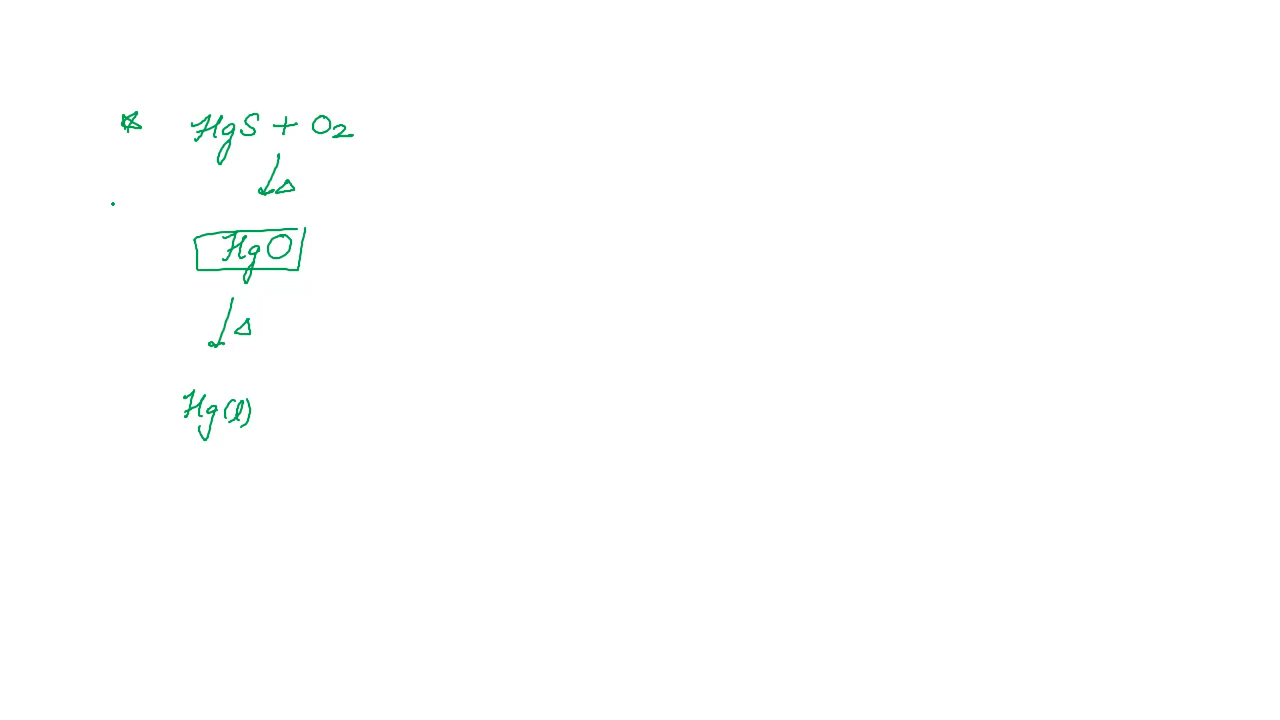 * HgS + O2
↓Δ
HgO
↓Δ
Hg(l)